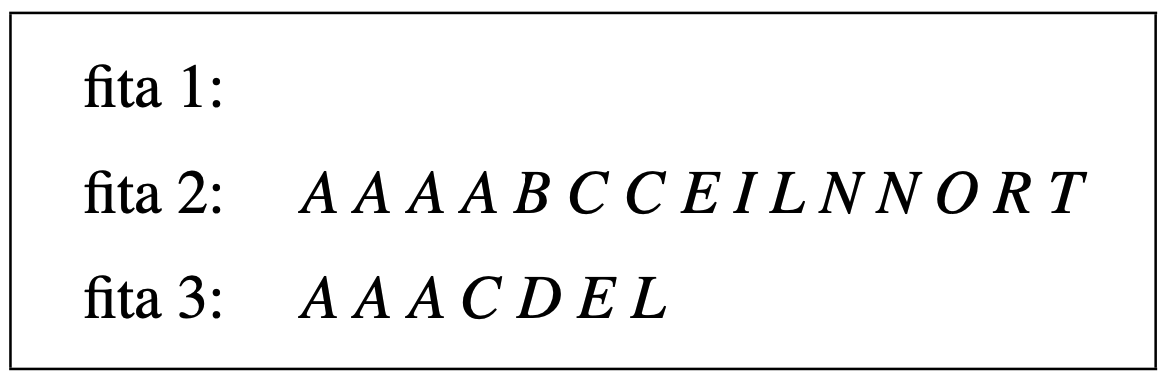 fita 1:
fita 2: A A A A B C C E I L N N O R T
fita 3: A A A C D E L